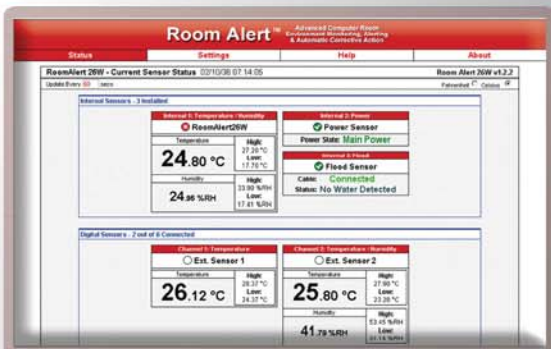 Room Alert™ Advanced Computer Room
Environment Monitoring, Alerting
& Automatic Corrective Action
Status Settings Help About
RoomAlert 26W - Current Sensor Status 02/10/38 07:14:05 Room Alert 26W v1.2.2
Update Every 60 secs Fahrenheit Celsius
Internal Sensors - 3 Installed
Internal 1: Temperature / Humidity
RoomAlert26W
Temperature High:
24.80 °C 27.20 °C
Low:
17.76 °C
Humidity High:
24.96 %RH 33.90 %RH
Low:
17.41 %RH
Internal 2: Power
Power Sensor
Power State: Main Power
Flood
Flood Sensor
Cable: Connected
Status: No Water Detected
Digital Sensors - 2 out of 6 Connected
Channel 1: Temperature
Ext. Sensor 1
Temperature High:
26.12 °C 28.37 °C
Low:
24.37 °C
Channel 2: Temperature / Humidity
Ext. Sensor 2
Temperature High:
25.80 °C 27.90 °C
Low:
23.26 °C
Humidity High:
41.79 %RH 53.45 %RH
Low: